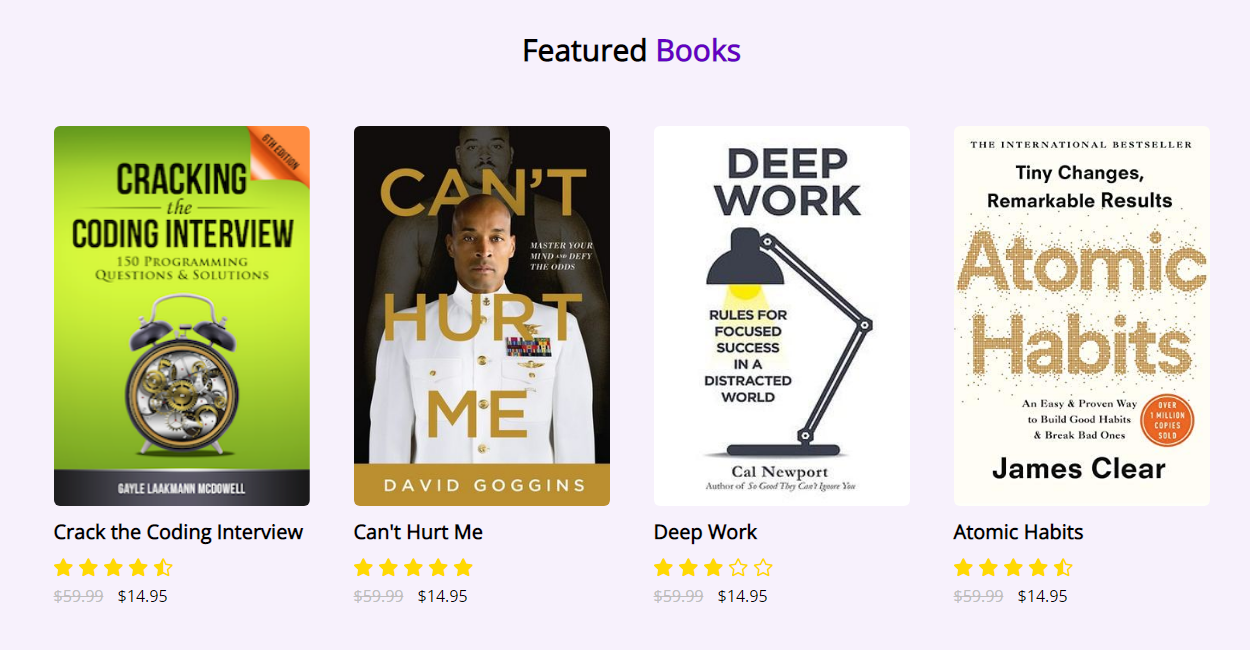 Featured Books
6TH EDITION
CRACKING
the
CODING INTERVIEW
150 PROGRAMMING
QUESTIONS & SOLUTIONS
GAYLE LAAKMANN MCDOWELL
Crack the Coding Interview
$59.99 $14.95
CAN'T
MASTER YOUR
MIND AND DEFY
THE ODDS
HURT
ME
DAVID GOGGINS
Can't Hurt Me
$59.99 $14.95
DEEP
WORK
RULES FOR
FOCUSED
SUCCESS
IN A
DISTRACTED
WORLD
Cal Newport
Author of So Good They Can't Ignore You
Deep Work
$59.99 $14.95
THE INTERNATIONAL BESTSELLER
Tiny Changes,
Remarkable Results
Atomic
Habits
An Easy & Proven Way
to Build Good Habits
& Break Bad Ones
OVER
1 MILLION
COPIES
SOLD
James Clear
Atomic Habits
$59.99 $14.95